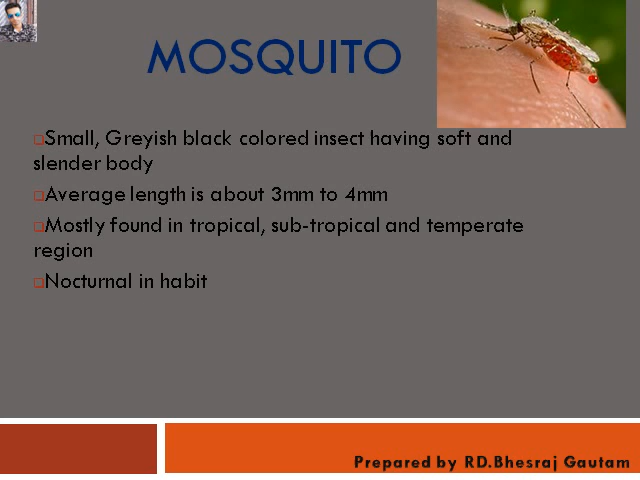 MOSQUITO
❑Small, Greyish black colored insect having soft and
slender body
❑Average length is about 3mm to 4mm
❑Mostly found in tropical, sub-tropical and temperate
region
❑Nocturnal in habit
Prepared by RD.Bhesraj Gautam